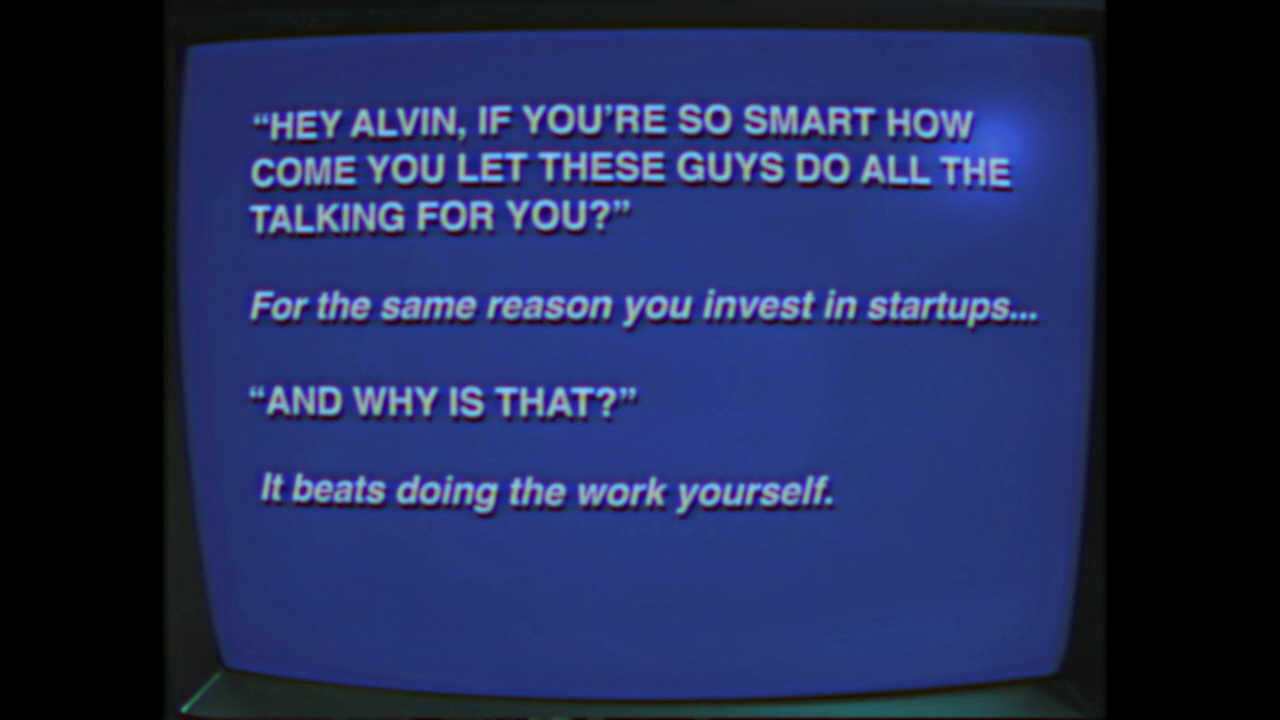 “HEY ALVIN, IF YOU’RE SO SMART HOW
COME YOU LET THESE GUYS DO ALL THE
TALKING FOR YOU?”
For the same reason you invest in startups...
“AND WHY IS THAT?”
It beats doing the work yourself.